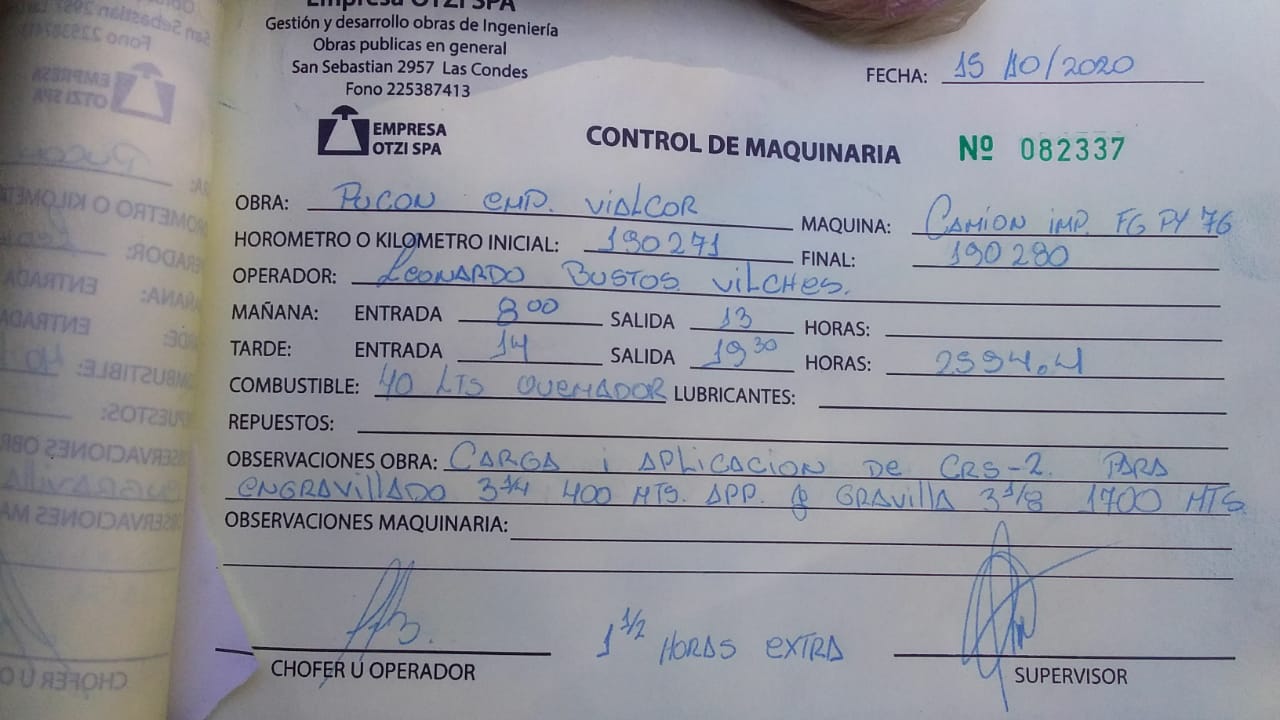 Empresa OTZI SPA
Gestión y desarrollo obras de Ingeniería
Obras publicas en general
San Sebastian 2957 Las Condes
Fono 225387413
FECHA: 15/10/2020
EMPRESA
OTZI SPA
CONTROL DE MAQUINARIA Nº 082337
OBRA: PUCON EMP. VIALCOR MAQUINA: CAMION IMP. FG PY 76
HOROMETRO O KILOMETRO INICIAL: 190271 FINAL: 190280
OPERADOR: LEONARDO BUSTOS VILCHES.
MAÑANA: ENTRADA 8 00 SALIDA 13 HORAS:
TARDE: ENTRADA 14 SALIDA 19 30 HORAS: 2994.4
COMBUSTIBLE: 40 LTS QUEMADOR LUBRICANTES:
REPUESTOS:
OBSERVACIONES OBRA: CARGA i APLICACION DE CRS-2. PARA
ENGRAVILLADO 3/4 400 MTS. APP. GRAVILLA 3/8 1700 MTS
OBSERVACIONES MAQUINARIA:
1 1/2 HORAS EXTRA
CHOFER U OPERADOR SUPERVISOR